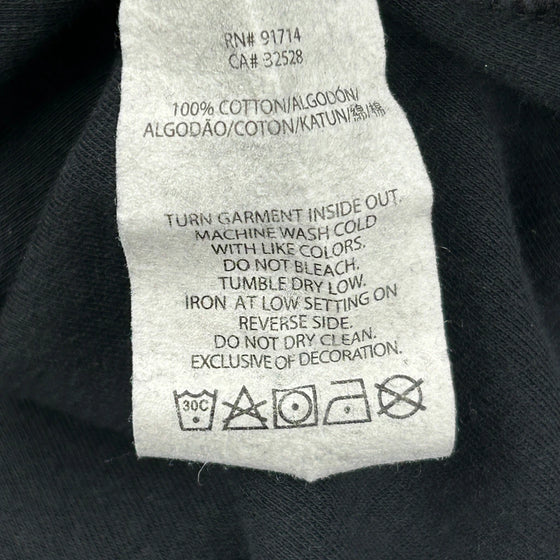 RN# 91714
CA# 32528
100% COTTON/ALGODÓN/
ALGODÃO/COTON/KATUN/綿/棉
TURN GARMENT INSIDE OUT.
MACHINE WASH COLD
WITH LIKE COLORS.
DO NOT BLEACH.
TUMBLE DRY LOW.
IRON AT LOW SETTING ON
REVERSE SIDE.
DO NOT DRY CLEAN.
EXCLUSIVE OF DECORATION.
30C